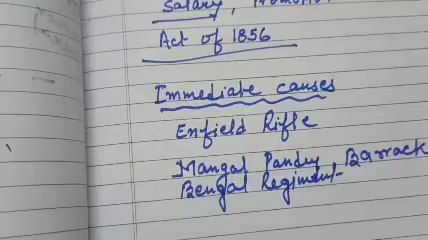 Salary,
Act of 1856
Immediate causes
Enfield Rifle
Mangal Pandey, Barrack
Bengal Regiment